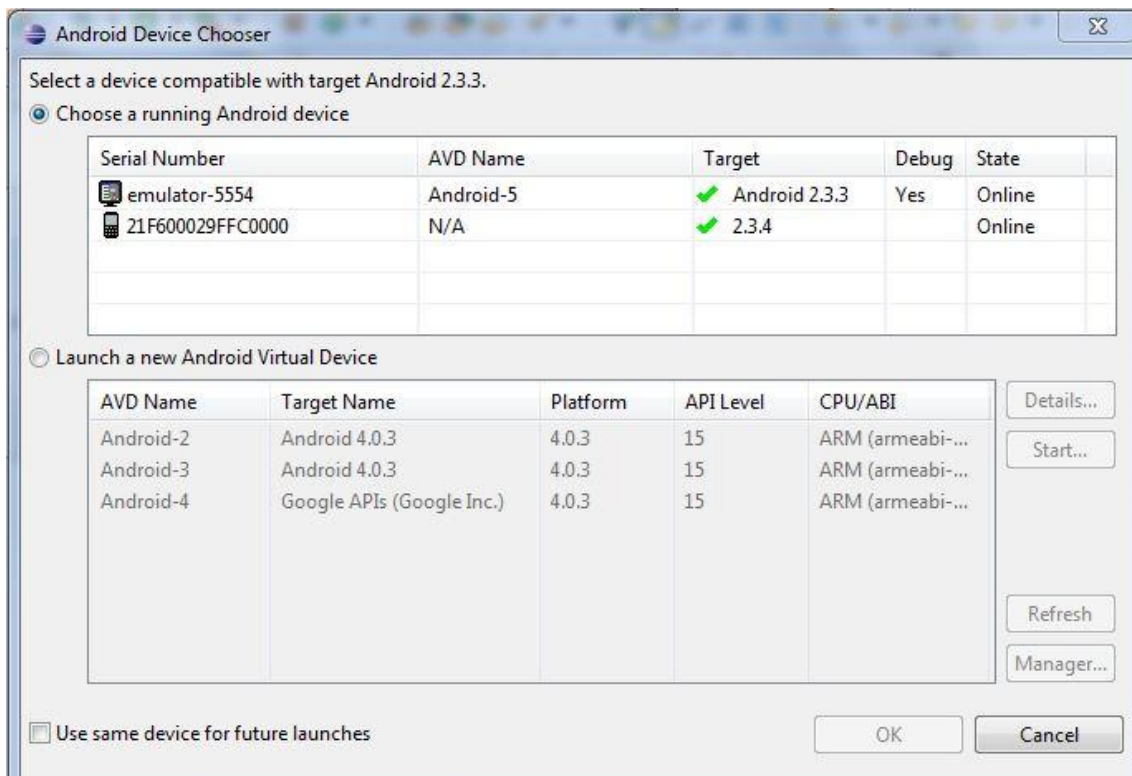 Android Device Chooser
Select a device compatible with target Android 2.3.3.
Choose a running Android device
Serial Number AVD Name Target Debug State
emulator-5554 Android-5 Android 2.3.3 Yes Online
21F600029FFC0000 N/A 2.3.4 Online
Launch a new Android Virtual Device
AVD Name Target Name Platform API Level CPU/ABI Details...
Android-2 Android 4.0.3 4.0.3 15 ARM (armeabi-...
Start...
Android-3 Android 4.0.3 4.0.3 15 ARM (armeabi-...
Android-4 Google APIs (Google Inc.) 4.0.3 15 ARM (armeabi-...
Refresh
Manager...
Use same device for future launches OK Cancel